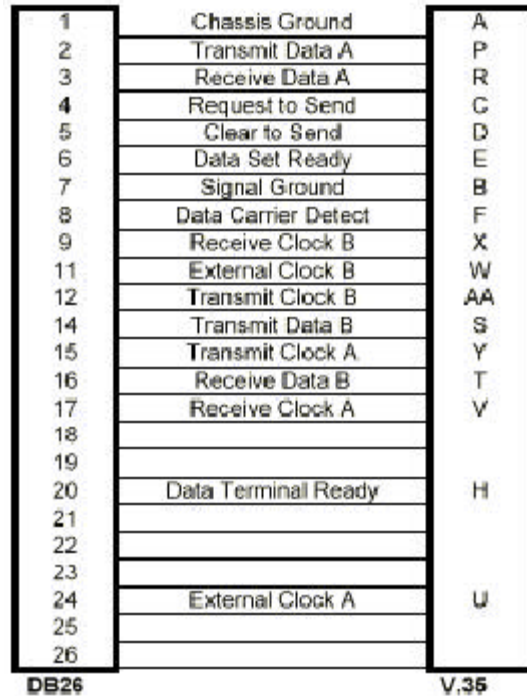 1 Chassis Ground A
2 Transmit Data A P
3 Receive Data A R
4 Request to Send C
5 Clear to Send D
6 Data Set Ready E
7 Signal Ground B
8 Data Carrier Detect F
9 Receive Clock B X
11 External Clock B W
12 Transmit Clock B AA
14 Transmit Data B S
15 Transmit Clock A Y
16 Receive Data B T
17 Receive Clock A V
18
19
20 Data Terminal Ready H
21
22
23
24 External Clock A U
25
26
DB26 V.35